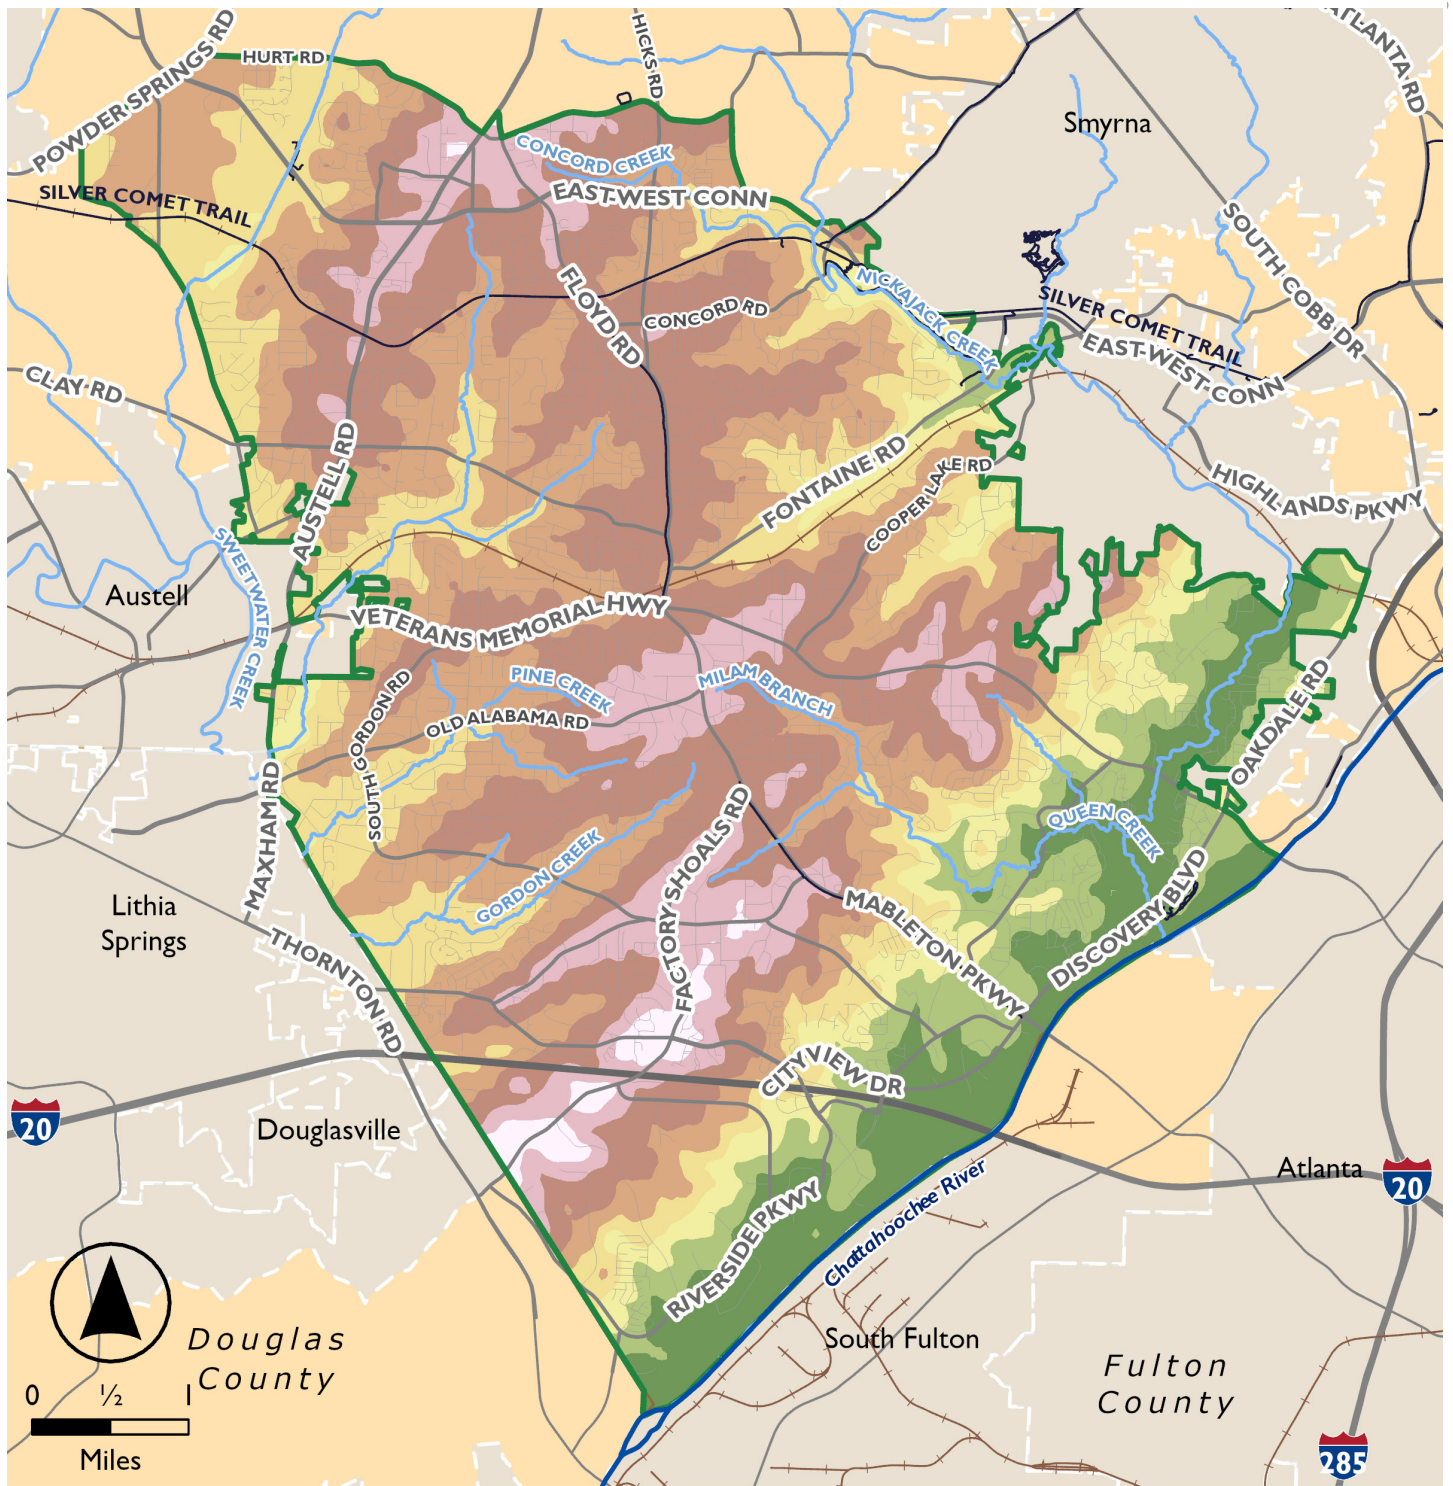 POWDER SPRINGS RD
HURT RD
HICKS RD
ATLANTA RD
Smyrna
CONCORD CREEK
EAST-WEST CONN
SILVER COMET TRAIL
SOUTH COBB DR
FLOYD RD
CONCORD RD
NICKAJACK CREEK
SILVER COMET TRAIL
EAST-WEST CONN
CLAY RD
AUSTELL RD
FONTAINE RD
COOPER LAKE RD
HIGHLANDS PKWY
SWEETWATER CREEK
Austell
VETERANS MEMORIAL HWY
PINE CREEK
MILAM BRANCH
SOUTH GORDON RD
OLD ALABAMA RD
OAKDALE RD
MAXHAM RD
FACTORY SHOALS RD
QUEEN CREEK
GORDON CREEK
Lithia
Springs
MABLETON PKWY
DISCOVERY BLVD
THORNTON RD
CITYVIEW DR
20
Douglasville
Atlanta
20
RIVERSIDE PKWY
Chattahoochee River
South Fulton
Douglas
County
Fulton
County
0 ½ 1
Miles
285